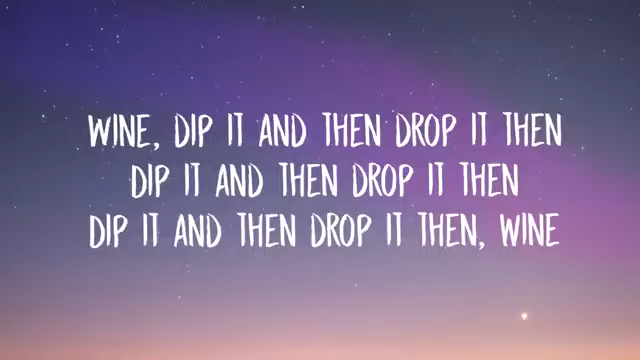 WINE, DIP IT AND THEN DROP IT THEN
DIP IT AND THEN DROP IT THEN
DIP IT AND THEN DROP IT THEN, WINE